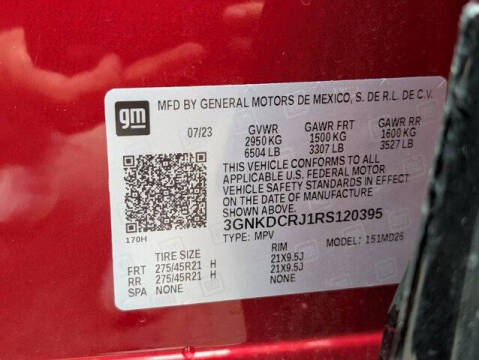 gm MFD BY GENERAL MOTORS DE MEXICO, S. DE R.L. DE C.V.
07/23 GVWR GAWR FRT GAWR RR
2950 KG 1500 KG 1600 KG
6504 LB 3307 LB 3527 LB
THIS VEHICLE CONFORMS TO ALL
APPLICABLE U.S. FEDERAL MOTOR
VEHICLE SAFETY STANDARDS IN EFFECT
ON THE DATE OF MANUFACTURE SHOWN ABOVE.
3GNKDCRJ1RS120395
170H TYPE: MPV MODEL: 151MD26
TIRE SIZE RIM
FRT 275/45R21 H 21X9.5J
RR 275/45R21 H 21X9.5J
SPA NONE NONE